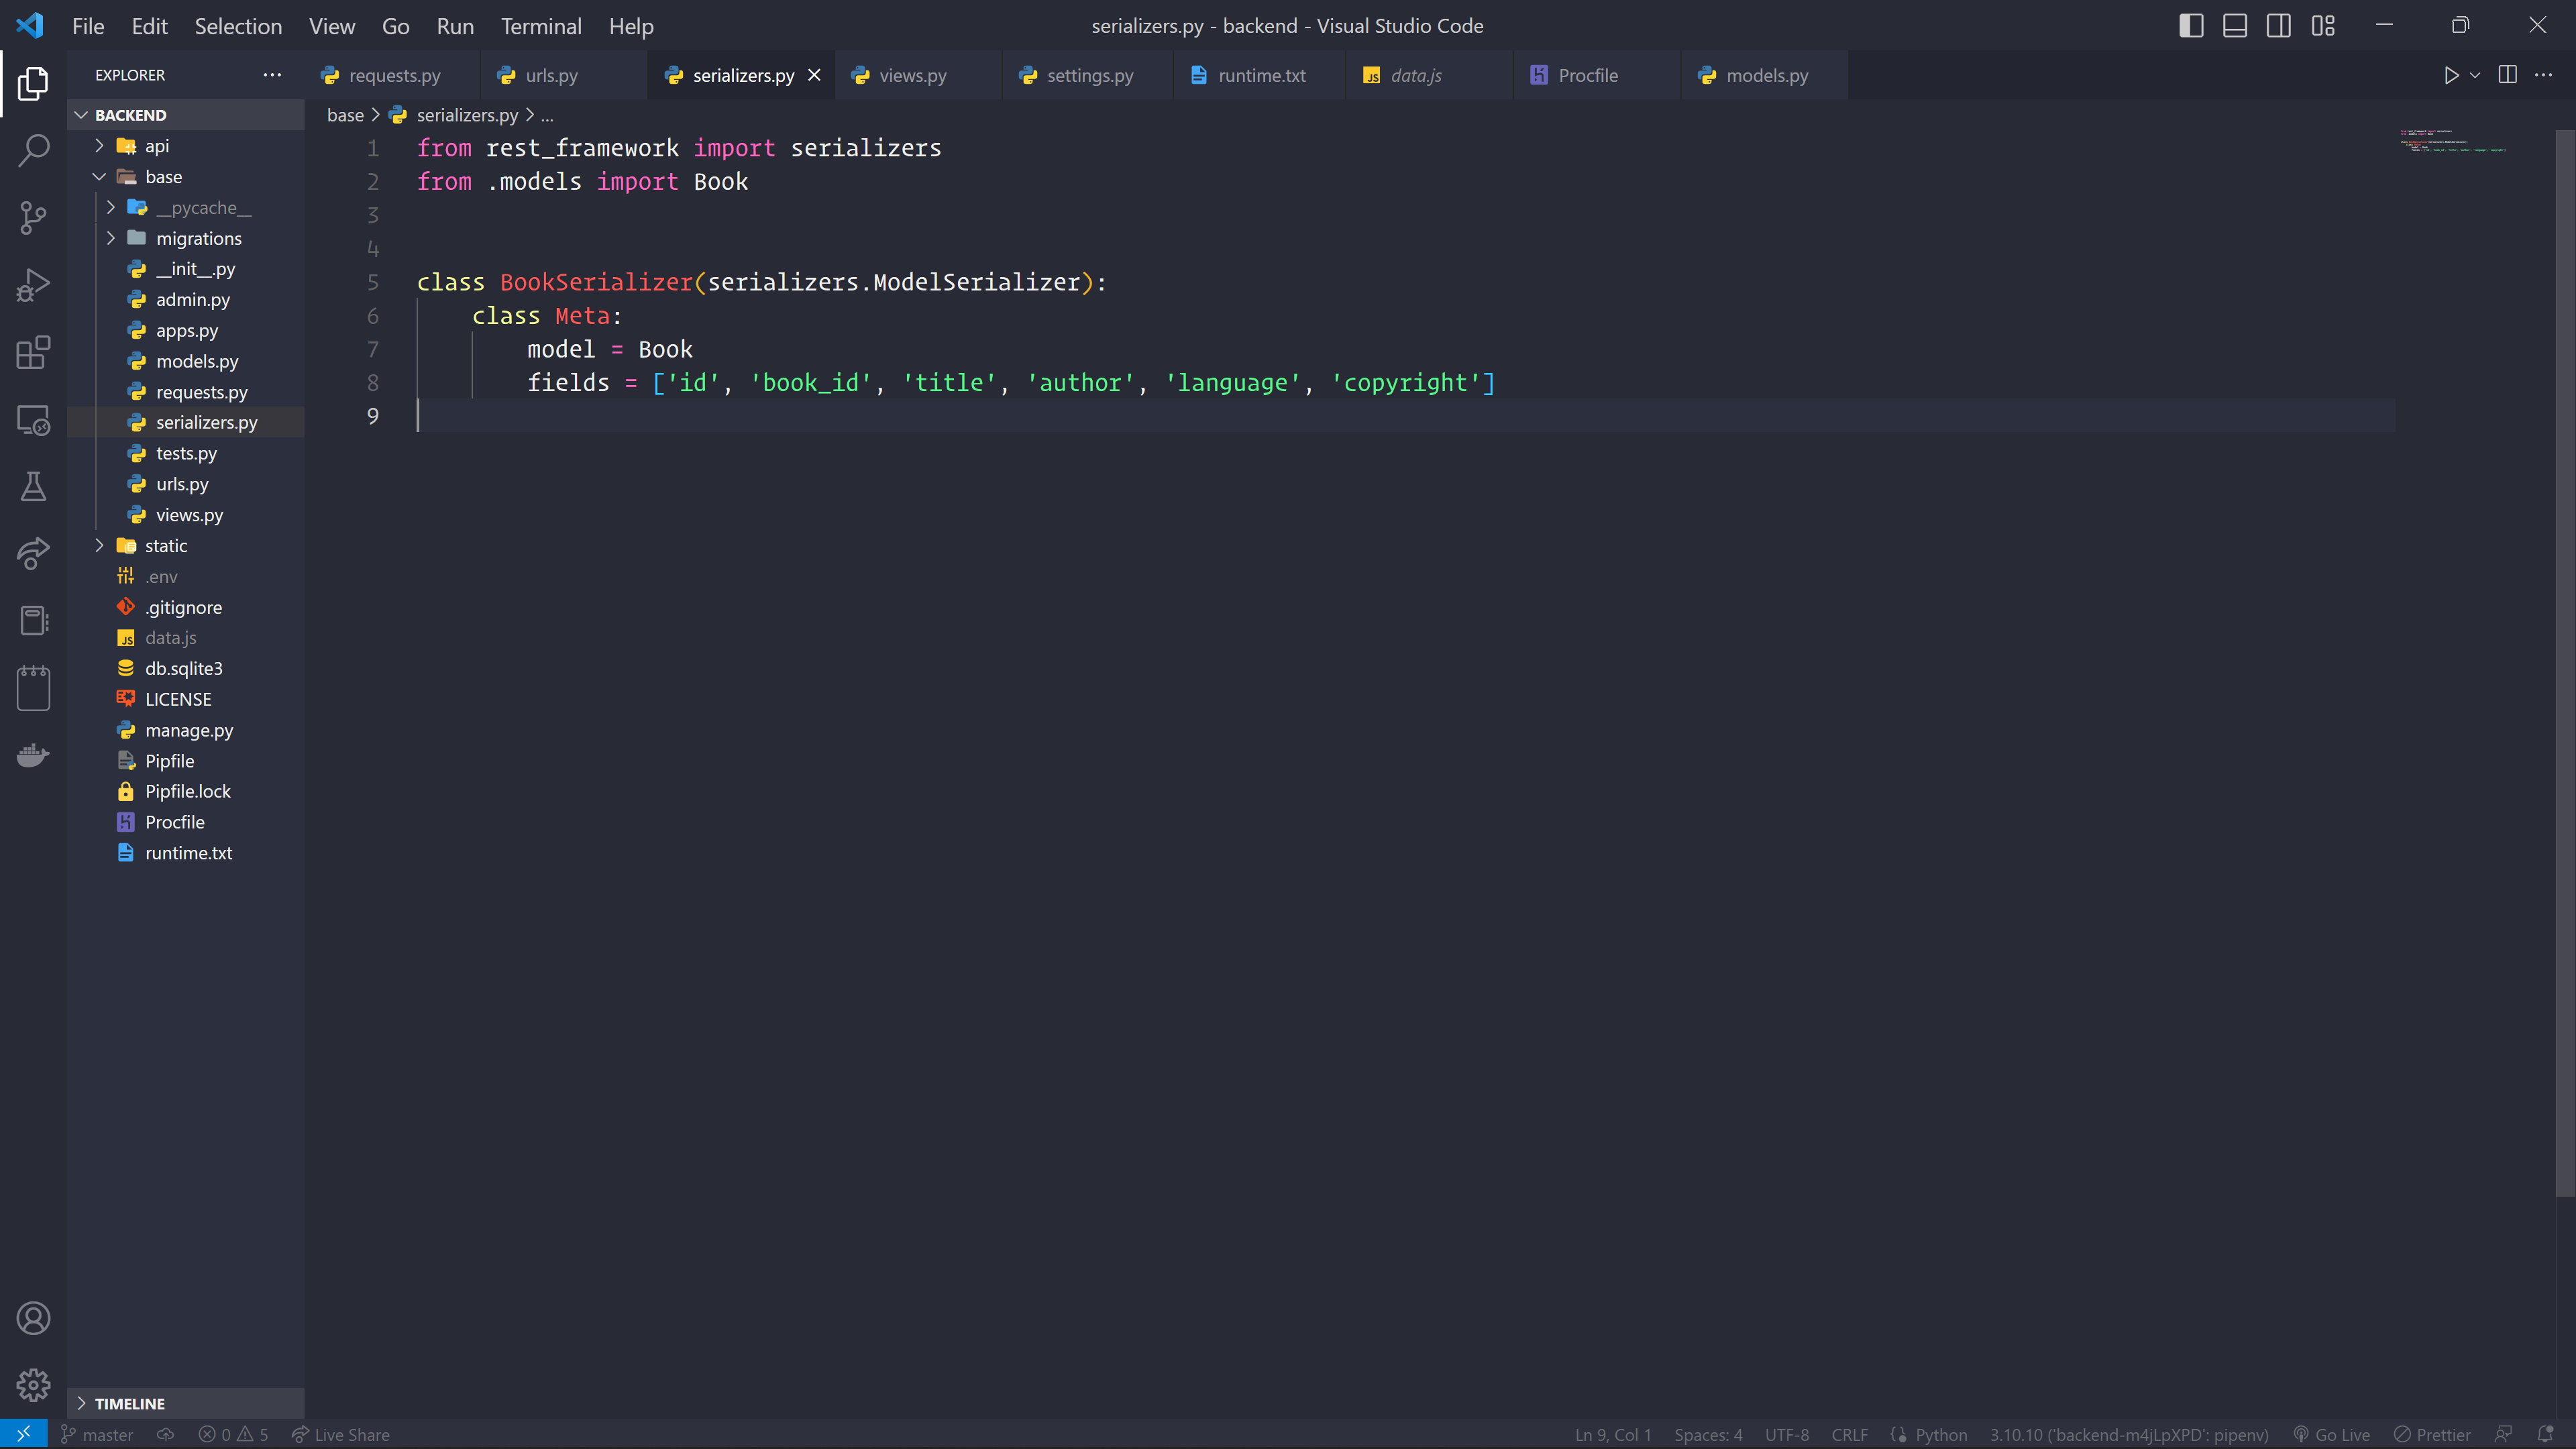 File Edit Selection View Go Run Terminal Help
serializers.py - backend - Visual Studio Code
EXPLORER
requests.py urls.py serializers.py views.py settings.py runtime.txt data.js Procfile models.py
BACKEND
api
base
__pycache__
migrations
__init__.py
admin.py
apps.py
models.py
requests.py
serializers.py
tests.py
urls.py
views.py
static
.env
.gitignore
data.js
db.sqlite3
LICENSE
manage.py
Pipfile
Pipfile.lock
Procfile
runtime.txt
TIMELINE
base > serializers.py > ...
1 from rest_framework import serializers
2 from .models import Book
3
4
5 class BookSerializer(serializers.ModelSerializer):
6 class Meta:
7 model = Book
8 fields = ['id', 'book_id', 'title', 'author', 'language', 'copyright']
9
master 0 5 Live Share
Ln 9, Col 1 Spaces: 4 UTF-8 CRLF Python 3.10.10 ('backend-m4jLpXPD': pipenv) Go Live Prettier